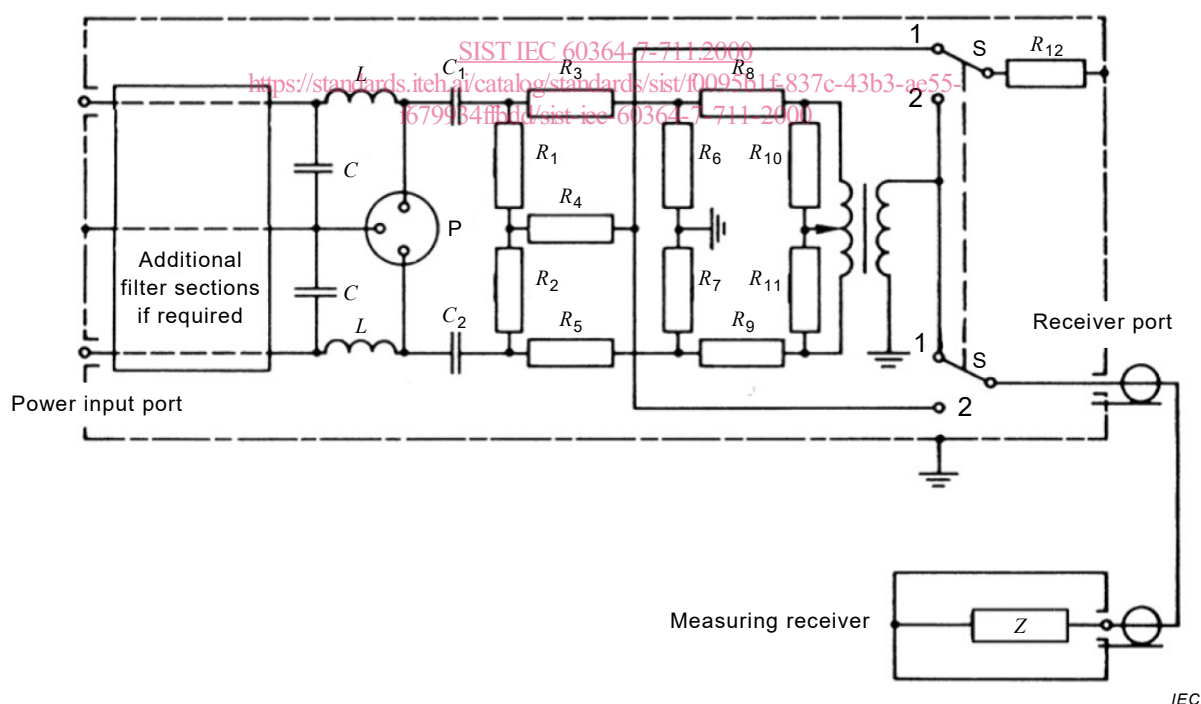 SIST IEC 60364-7-711:2000
https://standards.iteh.ai/catalog/standards/sist/f0095b1f-837c-43b3-ae55-
f679934ffbdd/sist-iec-60364-7-711-2000
1
S
R12
L
C1
R3
R8
2
R1
R6
R10
C
R4
P
Additional
filter sections
if required
C
R2
R7
R11
L
C2
R5
R9
1
S
Receiver port
Power input port
2
Measuring receiver
Z
IEC